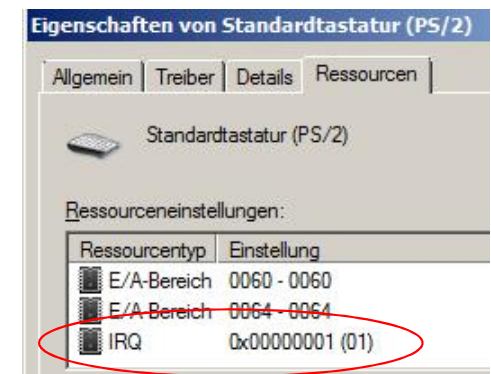 Eigenschaften von Standardtastatur (PS/2)
Allgemein Treiber Details Ressourcen
Standardtastatur (PS/2)
Ressourceneinstellungen:
Ressourcentyp Einstellung
E/A-Bereich 0060 - 0060
E/A-Bereich 0064 - 0064
IRQ 0x00000001 (01)